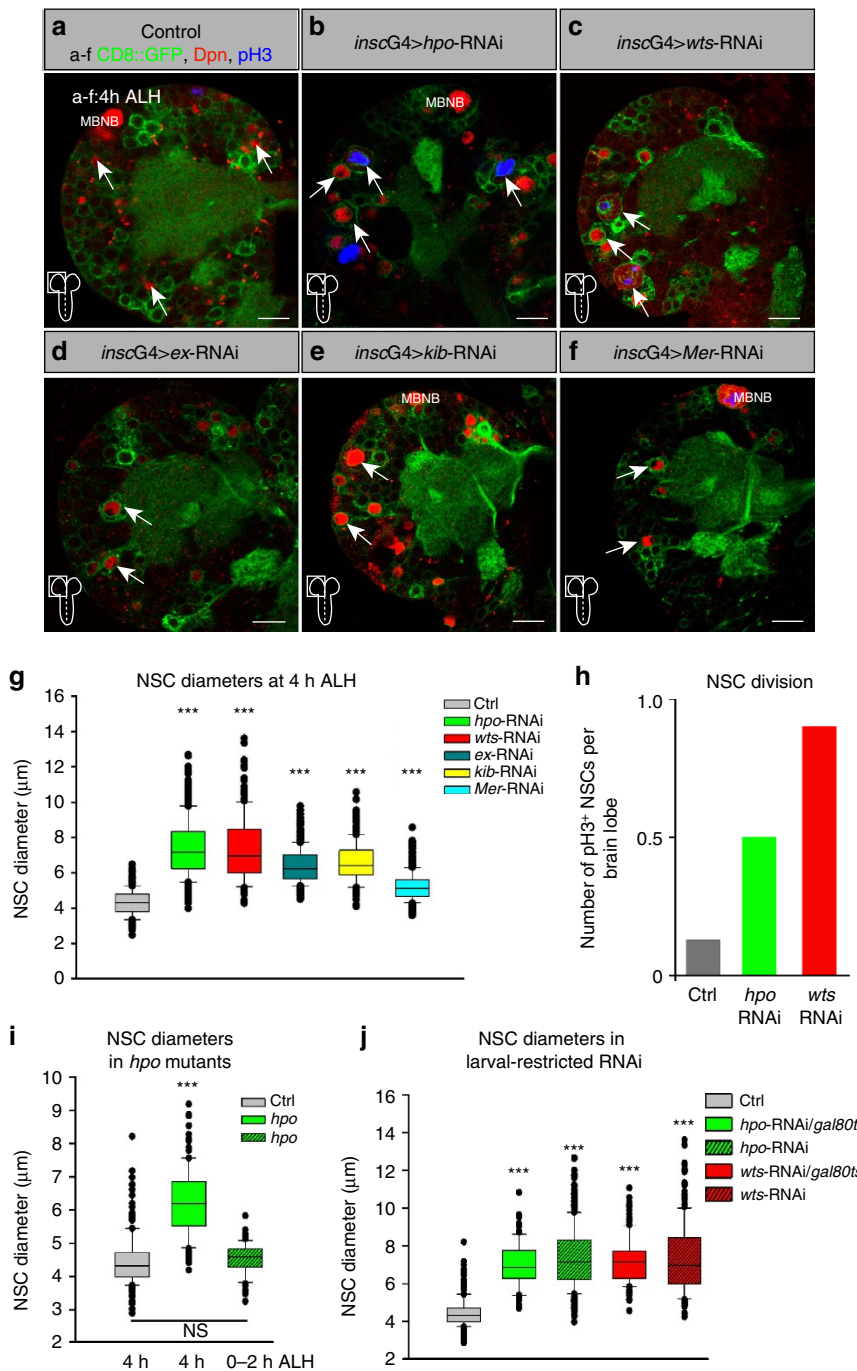 a
Control
a-f CD8::GFP, Dpn, pH3
b
inscG4>hpo-RNAi
c
inscG4>wts-RNAi
a-f:4h ALH
MBNB
MBNB
d
inscG4>ex-RNAi
e
inscG4>kib-RNAi
f
inscG4>Mer-RNAi
MBNB
MBNB
g
NSC diameters at 4 h ALH
NSC diameter (μm)
16
14
12
10
8
6
4
2
0
***
***
***
***
***
Ctrl
hpo-RNAi
wts-RNAi
ex-RNAi
kib-RNAi
Mer-RNAi
h
NSC division
Number of pH3+ NSCs per
brain lobe
1.0
0.5
0
Ctrl
hpo
RNAi
wts
RNAi
i
NSC diameters
in hpo mutants
NSC diameter (μm)
10
9
8
7
6
5
4
3
2
***
Ctrl
hpo
hpo
NS
4 h
4 h
0–2 h ALH
j
NSC diameters in
larval-restricted RNAi
NSC diameter (μm)
16
14
12
10
8
6
4
2
***
***
***
***
Ctrl
hpo-RNAi/gal80ts
hpo-RNAi
wts-RNAi/gal80ts
wts-RNAi